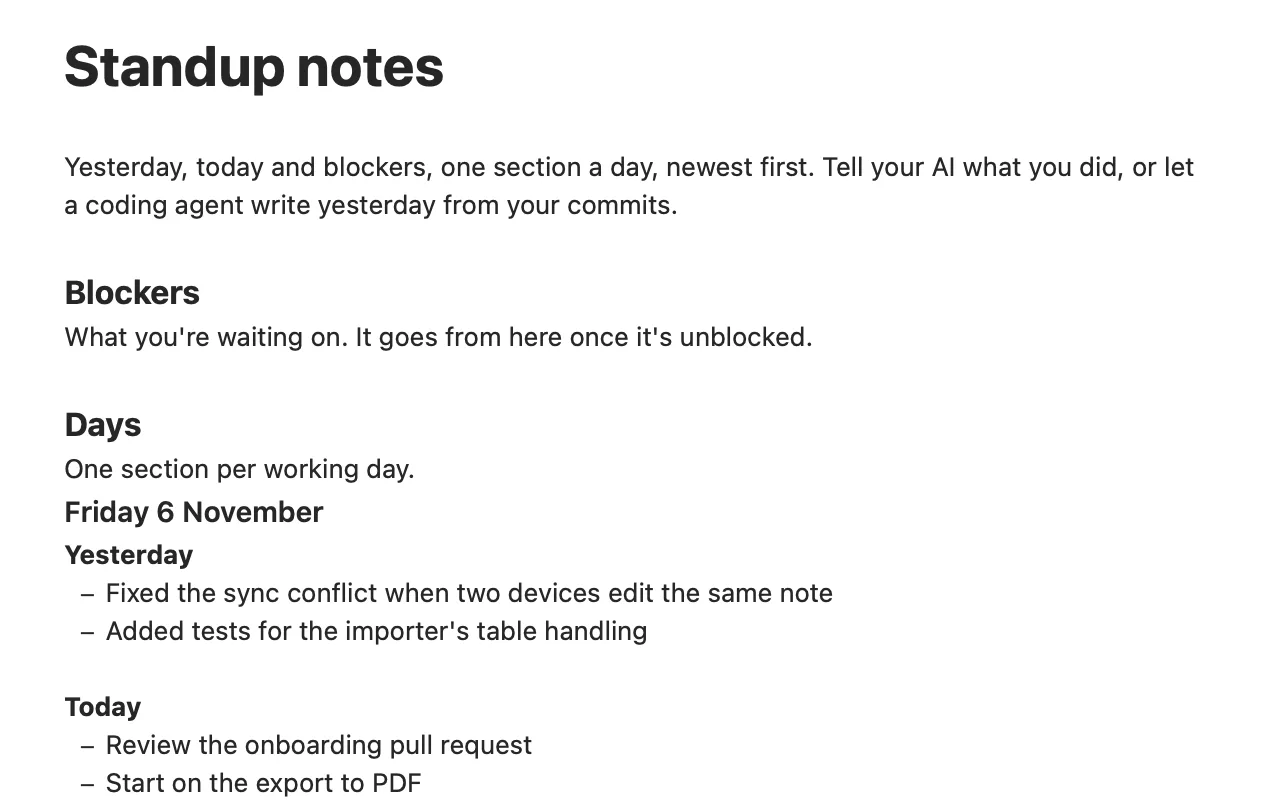 Standup notes
Yesterday, today and blockers, one section a day, newest first. Tell your AI what you did, or let
a coding agent write yesterday from your commits.
Blockers
What you're waiting on. It goes from here once it's unblocked.
Days
One section per working day.
Friday 6 November
Yesterday
– Fixed the sync conflict when two devices edit the same note
– Added tests for the importer's table handling
Today
– Review the onboarding pull request
– Start on the export to PDF